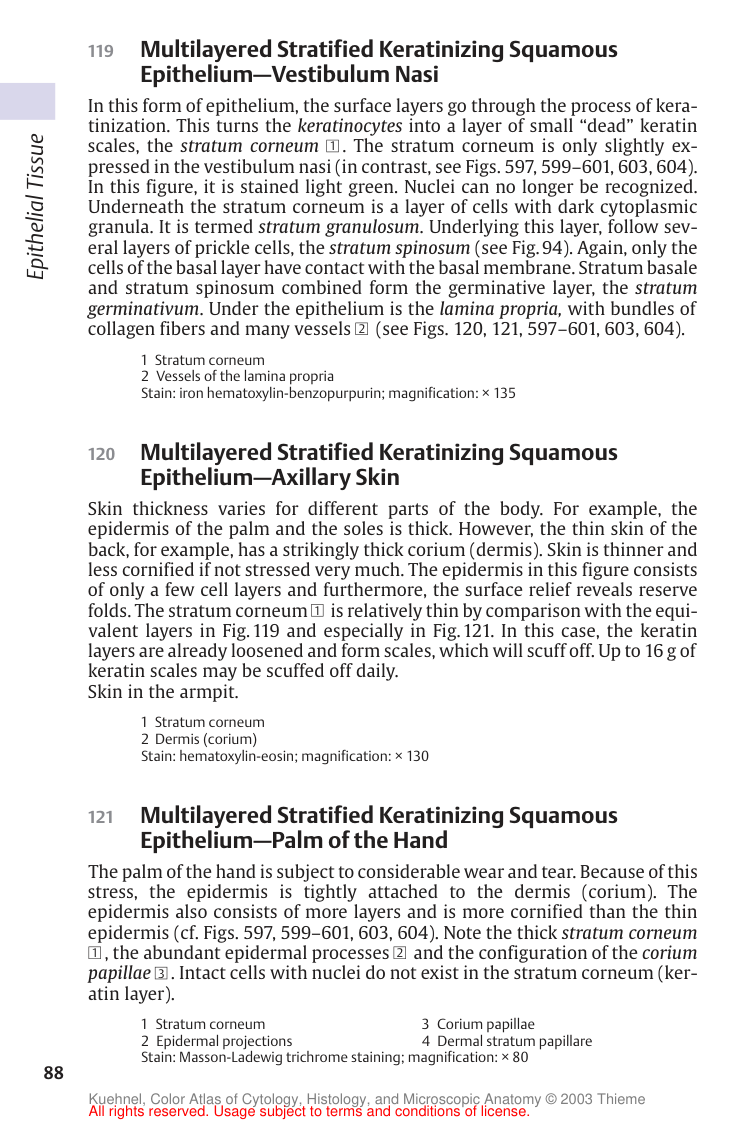 119 Multilayered Stratified Keratinizing Squamous
Epithelium—Vestibulum Nasi
Epithelial Tissue
In this form of epithelium, the surface layers go through the process of kera-
tinization. This turns the keratinocytes into a layer of small “dead” keratin
scales, the stratum corneum 1. The stratum corneum is only slightly ex-
pressed in the vestibulum nasi (in contrast, see Figs. 597, 599–601, 603, 604).
In this figure, it is stained light green. Nuclei can no longer be recognized.
Underneath the stratum corneum is a layer of cells with dark cytoplasmic
granula. It is termed stratum granulosum. Underlying this layer, follow sev-
eral layers of prickle cells, the stratum spinosum (see Fig. 94). Again, only the
cells of the basal layer have contact with the basal membrane. Stratum basale
and stratum spinosum combined form the germinative layer, the stratum
germinativum. Under the epithelium is the lamina propria, with bundles of
collagen fibers and many vessels 2 (see Figs. 120, 121, 597–601, 603, 604).
1 Stratum corneum
2 Vessels of the lamina propria
Stain: iron hematoxylin-benzopurpurin; magnification: × 135
120 Multilayered Stratified Keratinizing Squamous
Epithelium—Axillary Skin
Skin thickness varies for different parts of the body. For example, the
epidermis of the palm and the soles is thick. However, the thin skin of the
back, for example, has a strikingly thick corium (dermis). Skin is thinner and
less cornified if not stressed very much. The epidermis in this figure consists
of only a few cell layers and furthermore, the surface relief reveals reserve
folds. The stratum corneum 1 is relatively thin by comparison with the equi-
valent layers in Fig. 119 and especially in Fig. 121. In this case, the keratin
layers are already loosened and form scales, which will scuff off. Up to 16 g of
keratin scales may be scuffed off daily.
Skin in the armpit.
1 Stratum corneum
2 Dermis (corium)
Stain: hematoxylin-eosin; magnification: × 130
121 Multilayered Stratified Keratinizing Squamous
Epithelium—Palm of the Hand
The palm of the hand is subject to considerable wear and tear. Because of this
stress, the epidermis is tightly attached to the dermis (corium). The
epidermis also consists of more layers and is more cornified than the thin
epidermis (cf. Figs. 597, 599–601, 603, 604). Note the thick stratum corneum
1, the abundant epidermal processes 2 and the configuration of the corium
papillae 3. Intact cells with nuclei do not exist in the stratum corneum (ker-
atin layer).
1 Stratum corneum 3 Corium papillae
2 Epidermal projections 4 Dermal stratum papillare
Stain: Masson-Ladewig trichrome staining; magnification: × 80
88
Kuehnel, Color Atlas of Cytology, Histology, and Microscopic Anatomy © 2003 Thieme
All rights reserved. Usage subject to terms and conditions of license.